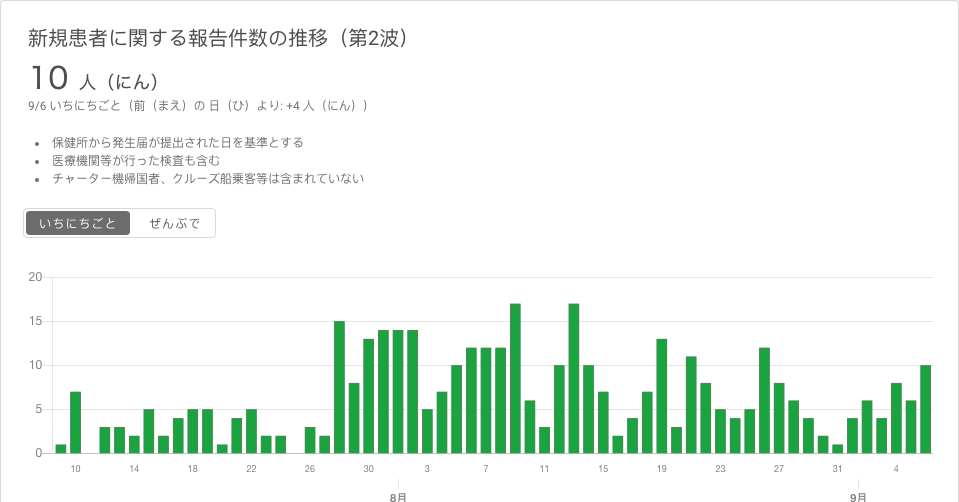 新規患者に関する報告件数の推移（第2波）
10 人（にん）
9/6 いちにちごと（前（まえ）の 日（ひ）より: +4 人（にん））
保健所から発生届が提出された日を基準とする
医療機関等が行った検査も含む
チャーター機帰国者、クルーズ船乗客等は含まれていない
いちにちごと ぜんぶで
20
15
10
5
0
10 14 18 22 26 30 3 7 11 15 19 23 27 31 4
8月 9月